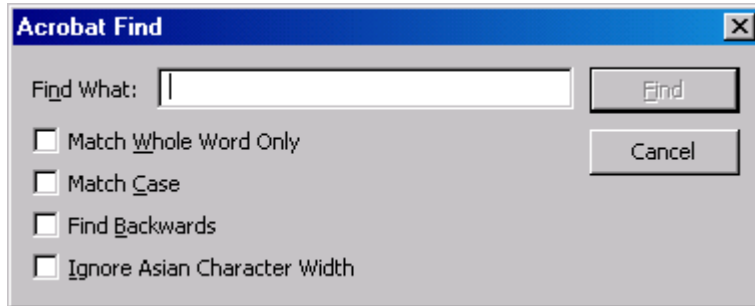 Acrobat Find
Find What:
Find
Match Whole Word Only
Cancel
Match Case
Find Backwards
Ignore Asian Character Width